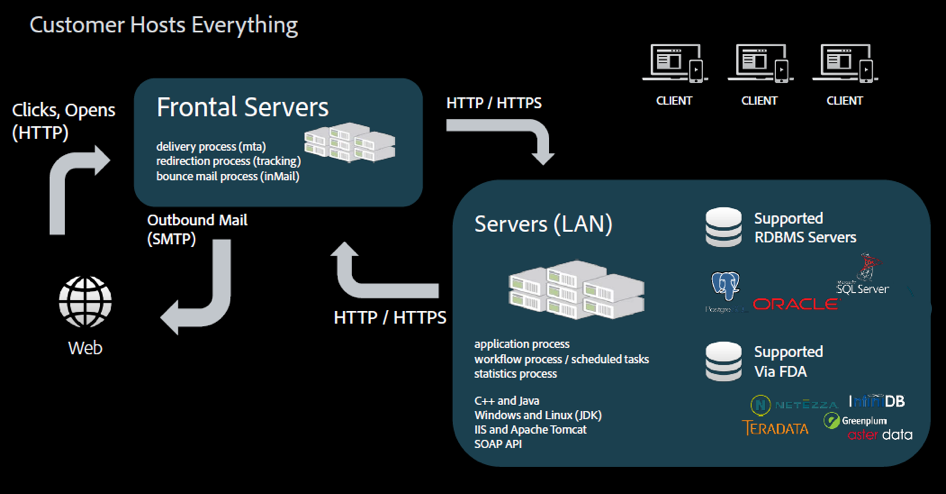 Customer Hosts Everything
Clicks, Opens
(HTTP)
Frontal Servers
delivery process (mta)
redirection process (tracking)
bounce mail process (inMail)
HTTP / HTTPS
CLIENT
CLIENT
CLIENT
Outbound Mail
(SMTP)
Web
HTTP / HTTPS
Servers (LAN)
application process
workflow process / scheduled tasks
statistics process
C++ and Java
Windows and Linux (JDK)
IIS and Apache Tomcat
SOAP API
Supported
RDBMS Servers
Microsoft
SQL Server
ORACLE
Supported
Via FDA
NETEZZA
DB
TERADATA
Greenplum
aster data